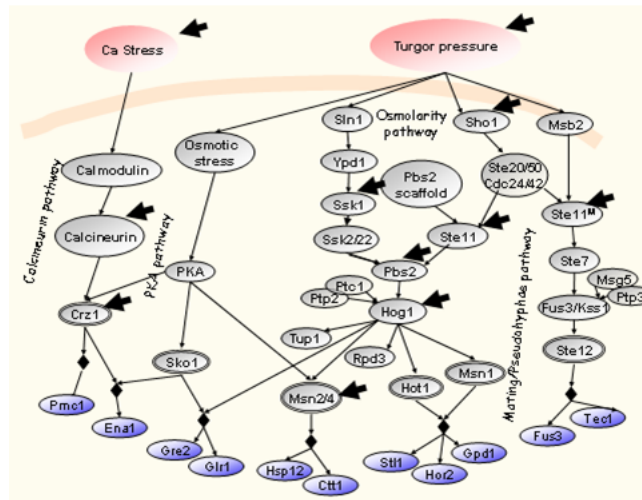 Ca Stress
Turgor pressure
Sln1
Osmolarity
pathway
Sho1
Msb2
Osmotic
stress
Ypd1
Calmodulin
Pbs2
scaffold
Ste20/50
Cdc24/42
Ssk1
Ste11ᴹ
Calcineurin pathway
Calcineurin
PKA pathway
Ssk2/22
Ste11
Ste7
PKA
Pbs2
Msg5
Ptc1
Ptp2
Ptp3
Crz1
Hog1
Fus3/Kss1
Mating/Pseudohyphae pathway
Tup1
Rpd3
Ste12
Sko1
Msn1
Msn2/4
Hot1
Pmc1
Ena1
Tec1
Fus3
Gre2
Glr1
Hsp12
Ctt1
Stl1
Hor2
Gpd1